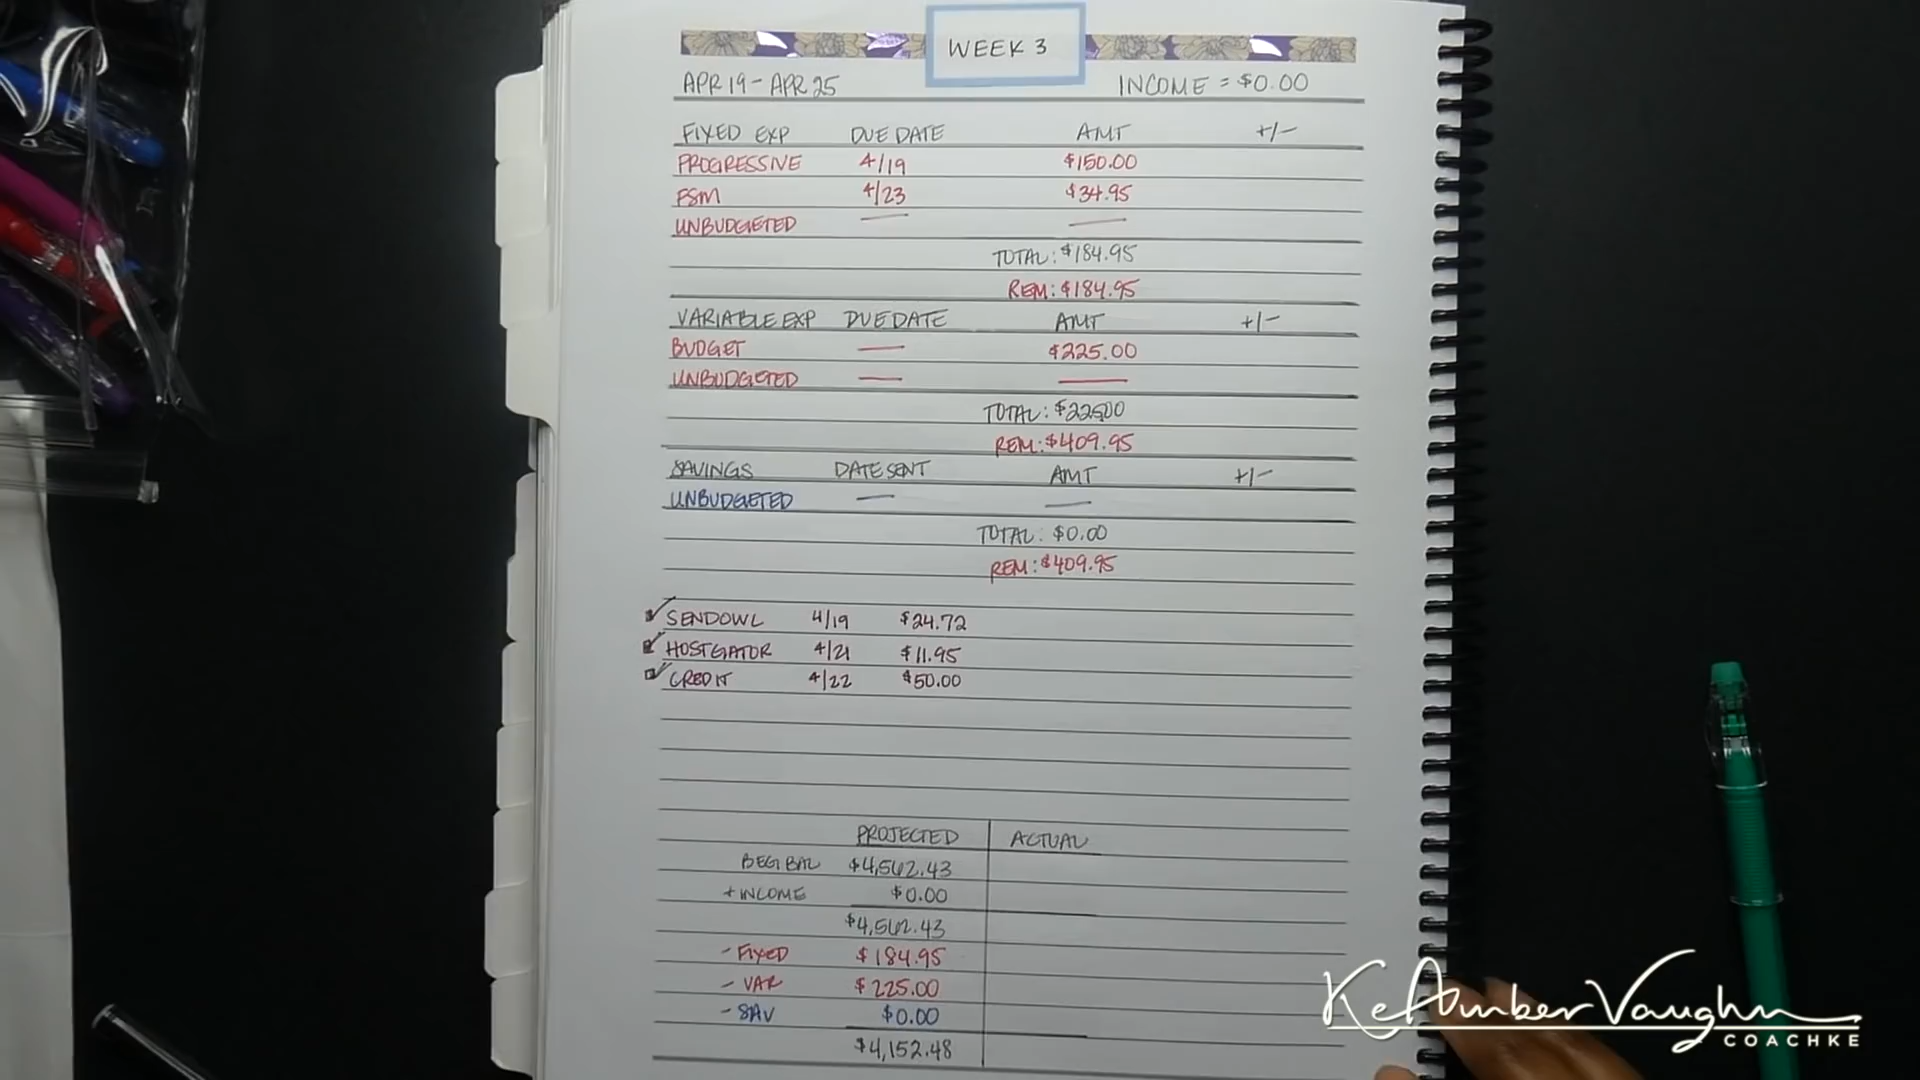 WEEK 3
APR 19 - APR 25 INCOME = $0.00
FIXED EXP DUE DATE AMT +/-
PROGRESSIVE 4/19 $150.00
FSM 4/23 $34.95
UNBUDGETED — —
TOTAL: $184.95
REM: $184.95
VARIABLE EXP DUE DATE AMT +/-
BUDGET — $225.00
UNBUDGETED — —
TOTAL: $225.00
REM: $409.95
SAVINGS DATE SENT AMT +/-
UNBUDGETED — —
TOTAL: $0.00
REM: $409.95
SENDOWL 4/19 $24.72
HOSTGATOR 4/21 $11.95
CREDIT 4/22 $50.00
PROJECTED ACTUAL
BEG BAL $4,562.43
+ INCOME $0.00
$4,562.43
- FIXED $184.95
- VAR $225.00
- SAV $0.00
$4,152.48
KeAmber Vaughn
COACHKE